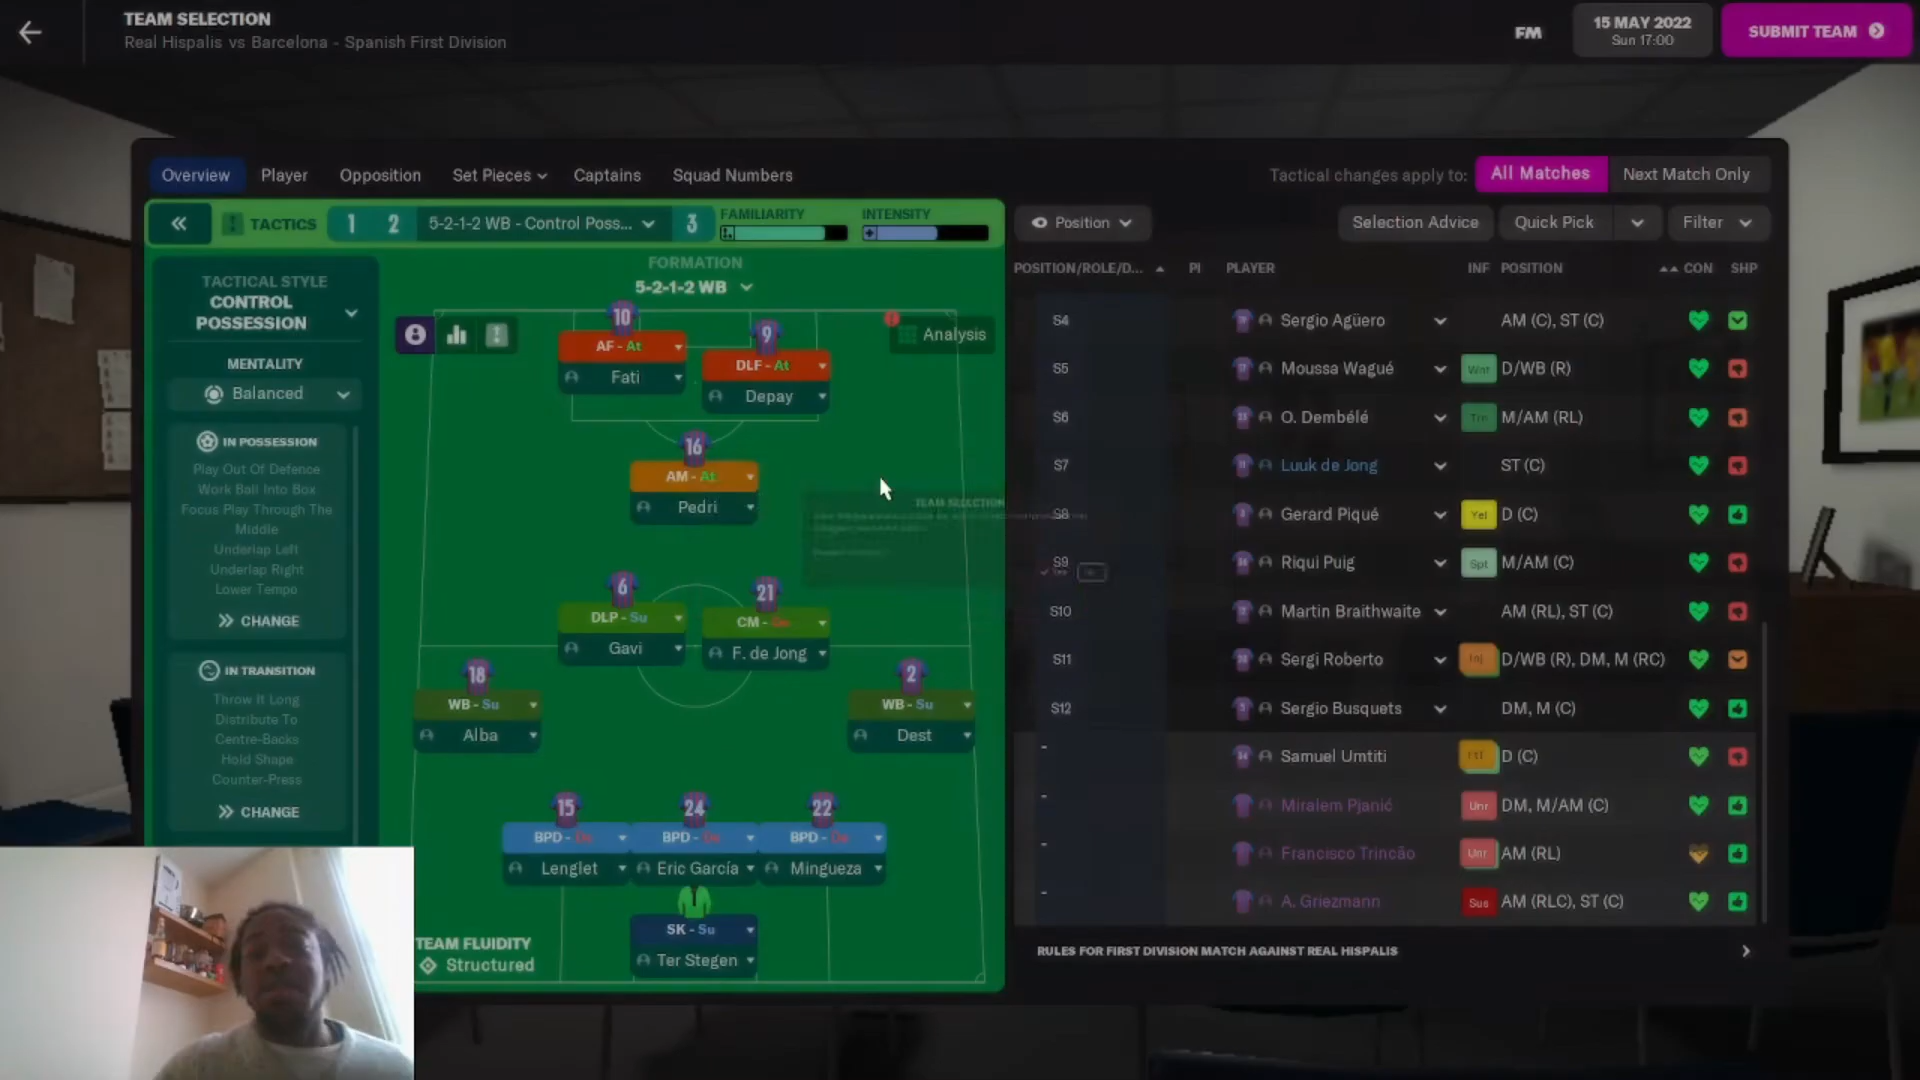 TEAM SELECTION
Real Hispalis vs Barcelona - Spanish First Division
FM
15 MAY 2022
Sun 17:00
SUBMIT TEAM
Overview
Player
Opposition
Set Pieces
Captains
Squad Numbers
Tactical changes apply to:
All Matches
Next Match Only
TACTICS
1
2
5-2-1-2 WB - Control Poss...
3
FAMILIARITY
INTENSITY
Position
Selection Advice
Quick Pick
Filter
TACTICAL STYLE
CONTROL
POSSESSION
MENTALITY
Balanced
IN POSSESSION
Play Out Of Defence
Work Ball Into Box
Focus Play Through The
Middle
Underlap Left
Underlap Right
Lower Tempo
CHANGE
IN TRANSITION
Throw It Long
Distribute To
Centre-Backs
Hold Shape
Counter-Press
CHANGE
FORMATION
5-2-1-2 WB
Analysis
10
AF - At
Fati
9
DLF - At
Depay
16
AM - At
Pedri
TEAM SELECTION
6
DLP - Su
Gavi
21
CM - De
F. de Jong
18
WB - Su
Alba
2
WB - Su
Dest
15
BPD - De
Lenglet
24
BPD - De
Eric García
22
BPD - De
Mingueza
SK - Su
Ter Stegen
TEAM FLUIDITY
Structured
POSITION/ROLE/D... PI PLAYER INF POSITION CON SHP
S4 Sergio Agüero AM (C), ST (C)
S5 Moussa Wagué Wnt D/WB (R)
S6 O. Dembélé Trn M/AM (RL)
S7 Luuk de Jong ST (C)
S8 Gerard Piqué Yel D (C)
S9 Riqui Puig Spt M/AM (C)
S10 Martin Braithwaite AM (RL), ST (C)
S11 Sergi Roberto Inj D/WB (R), DM, M (RC)
S12 Sergio Busquets DM, M (C)
- Samuel Umtiti D (C)
- Miralem Pjanić Unr DM, M/AM (C)
- Francisco Trincão Unr AM (RL)
- A. Griezmann Sus AM (RLC), ST (C)
RULES FOR FIRST DIVISION MATCH AGAINST REAL HISPALIS